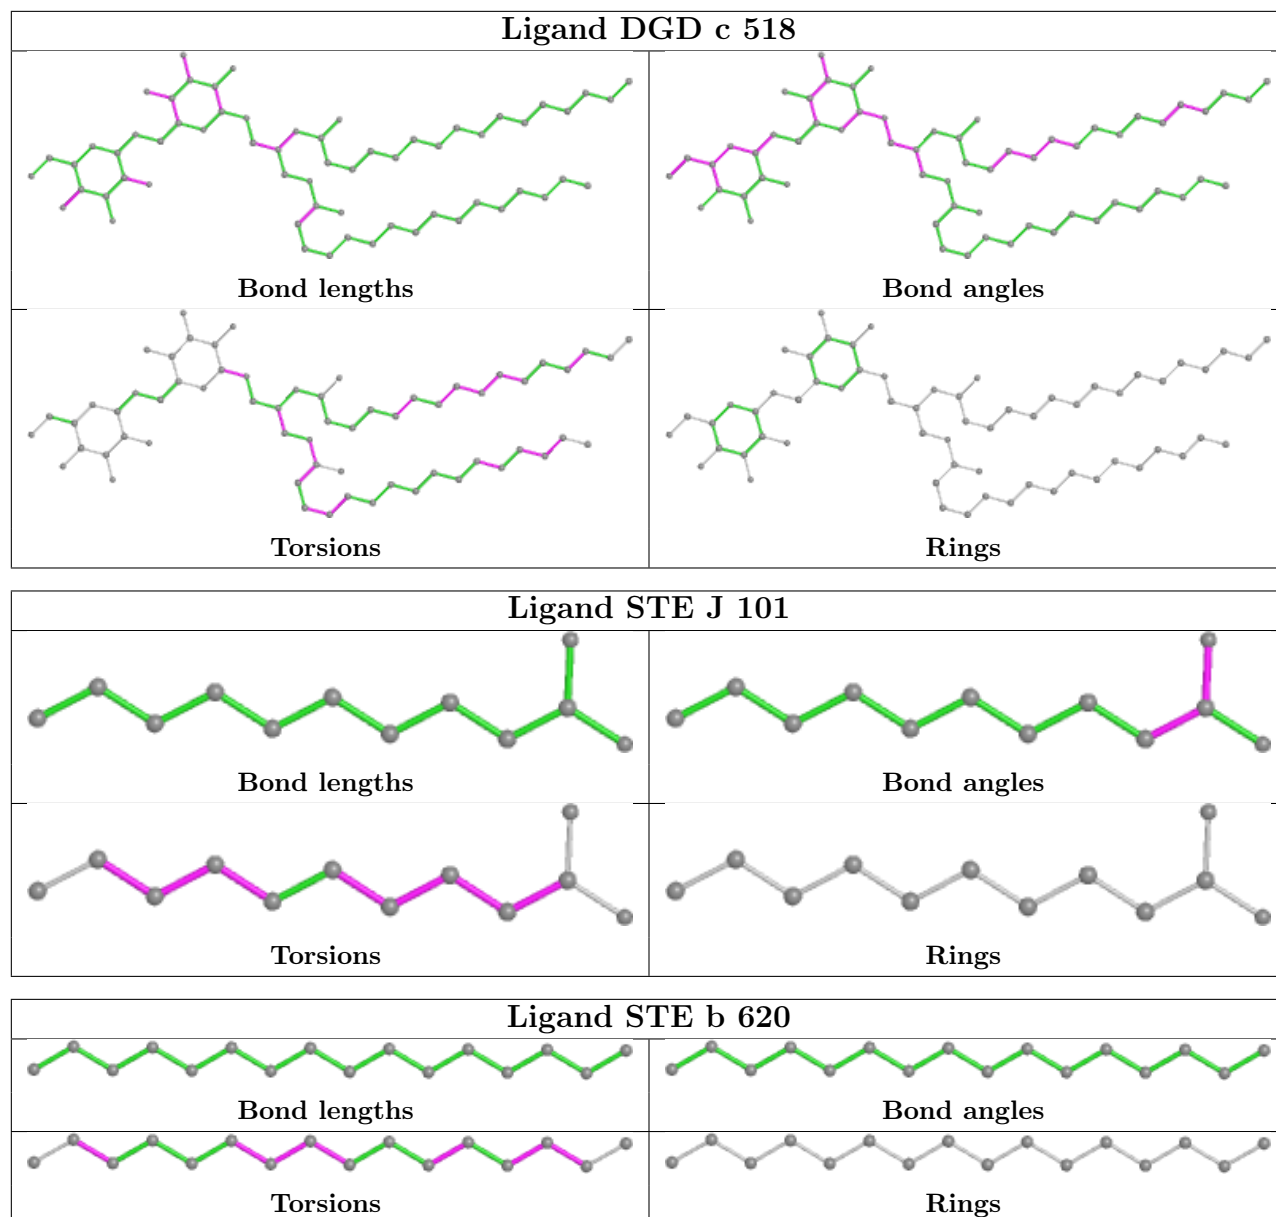 Ligand DGD c 518
Bond lengths
Bond angles
Torsions
Rings
Ligand STE J 101
Bond lengths
Bond angles
Torsions
Rings
Ligand STE b 620
Bond lengths
Bond angles
Torsions
Rings